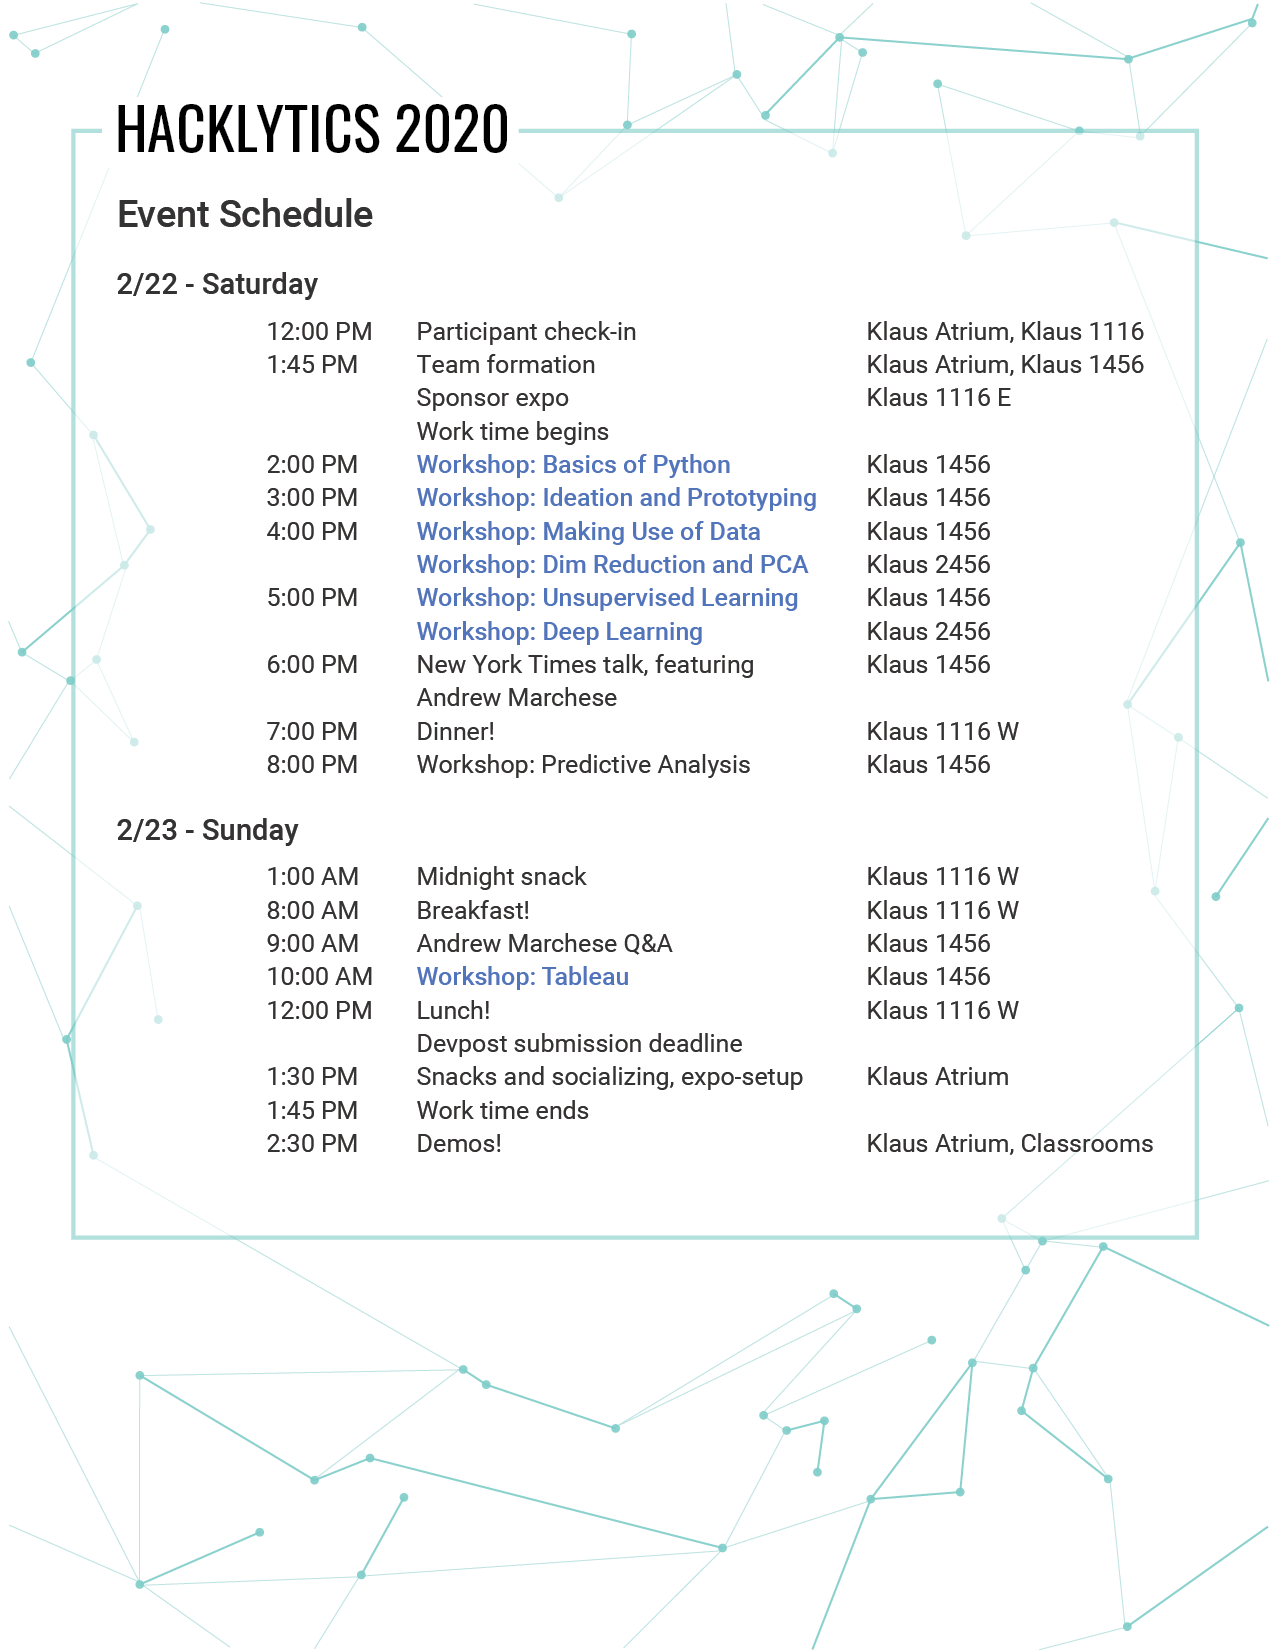 HACKLYTICS 2020
Event Schedule
2/22 - Saturday
12:00 PM Participant check-in Klaus Atrium, Klaus 1116
1:45 PM Team formation Klaus Atrium, Klaus 1456
Sponsor expo Klaus 1116 E
Work time begins
2:00 PM Workshop: Basics of Python Klaus 1456
3:00 PM Workshop: Ideation and Prototyping Klaus 1456
4:00 PM Workshop: Making Use of Data Klaus 1456
Workshop: Dim Reduction and PCA Klaus 2456
5:00 PM Workshop: Unsupervised Learning Klaus 1456
Workshop: Deep Learning Klaus 2456
6:00 PM New York Times talk, featuring Klaus 1456
Andrew Marchese
7:00 PM Dinner! Klaus 1116 W
8:00 PM Workshop: Predictive Analysis Klaus 1456
2/23 - Sunday
1:00 AM Midnight snack Klaus 1116 W
8:00 AM Breakfast! Klaus 1116 W
9:00 AM Andrew Marchese Q&A Klaus 1456
10:00 AM Workshop: Tableau Klaus 1456
12:00 PM Lunch! Klaus 1116 W
Devpost submission deadline
1:30 PM Snacks and socializing, expo-setup Klaus Atrium
1:45 PM Work time ends
2:30 PM Demos! Klaus Atrium, Classrooms